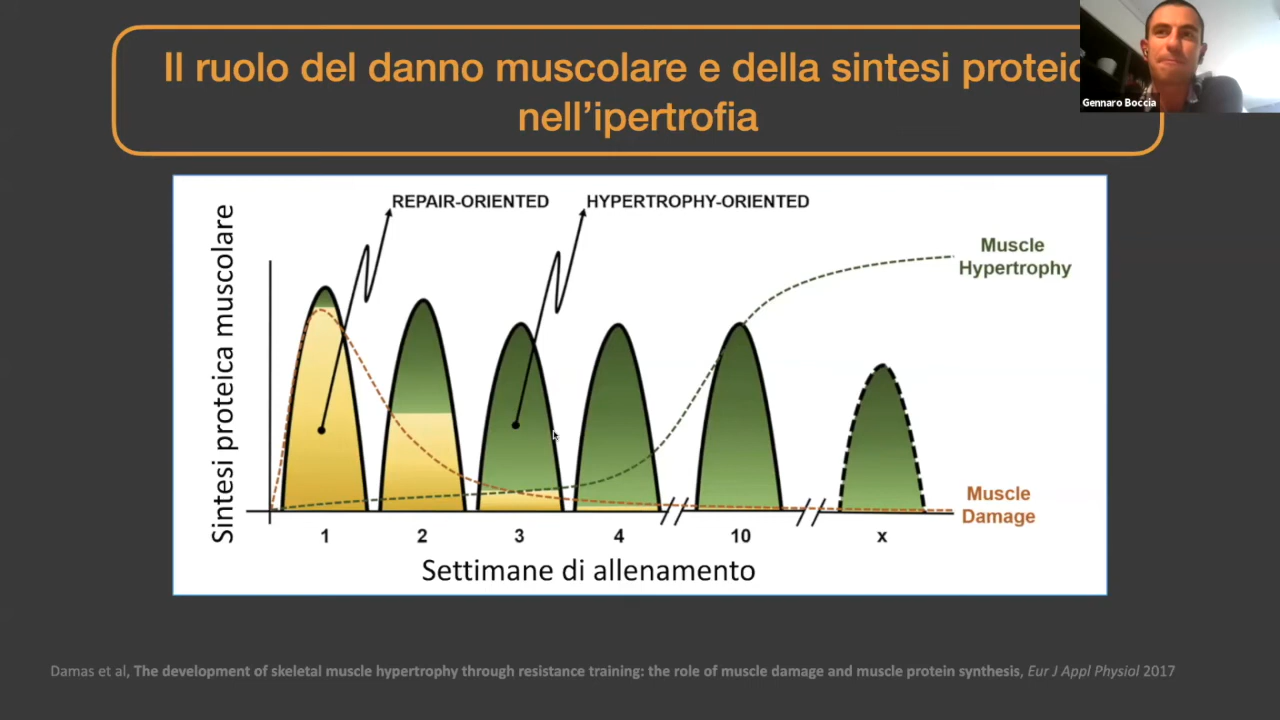 Il ruolo del danno muscolare e della sintesi proteic
nell'ipertrofia
Gennaro Boccia
REPAIR-ORIENTED
HYPERTROPHY-ORIENTED
Sintesi proteica muscolare
Muscle
Hypertrophy
Muscle
Damage
1 2 3 4 10 x
Settimane di allenamento
Damas et al, The development of skeletal muscle hypertrophy through resistance training: the role of muscle damage and muscle protein synthesis, Eur J Appl Physiol 2017